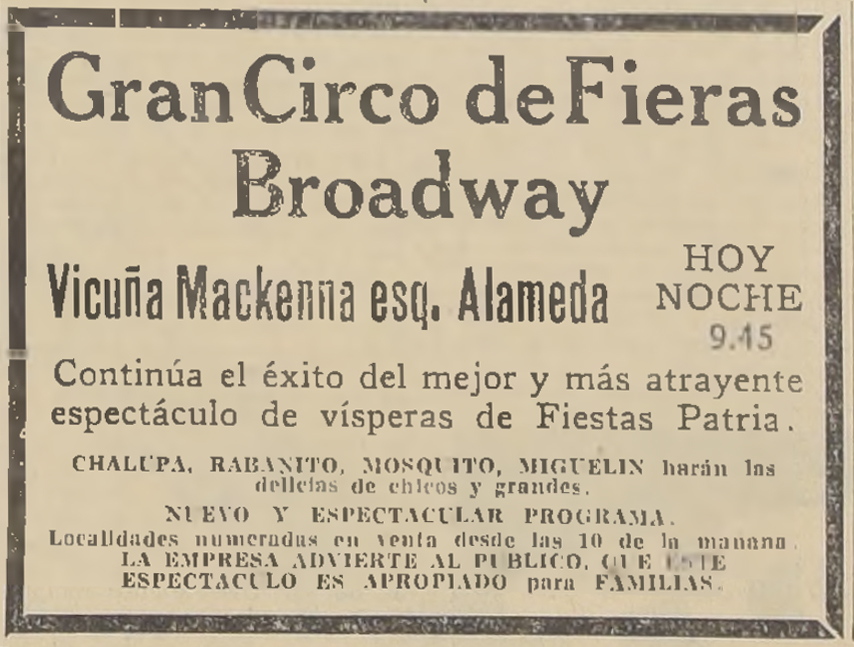 Gran Circo de Fieras
Broadway
Vicuña Mackenna esq. Alameda
HOY
NOCHE
9.45
Continúa el éxito del mejor y más atrayente
espectáculo de vísperas de Fiestas Patria.
CHALUPA, RABANITO, MOSQUITO, MIGUELIN harán las
delicias de chicos y grandes.
NUEVO Y ESPECTACULAR PROGRAMA.
Localidades numeradas en venta desde las 10 de la manana.
LA EMPRESA ADVIERTE AL PUBLICO, QUE ESTE
ESPECTACULO ES APROPIADO para FAMILIAS.